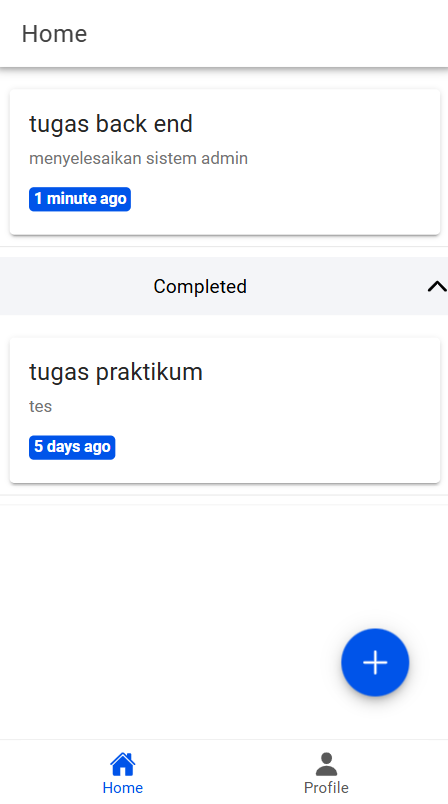 Home
tugas back end
menyelesaikan sistem admin
1 minute ago
Completed
tugas praktikum
tes
5 days ago
Home
Profile